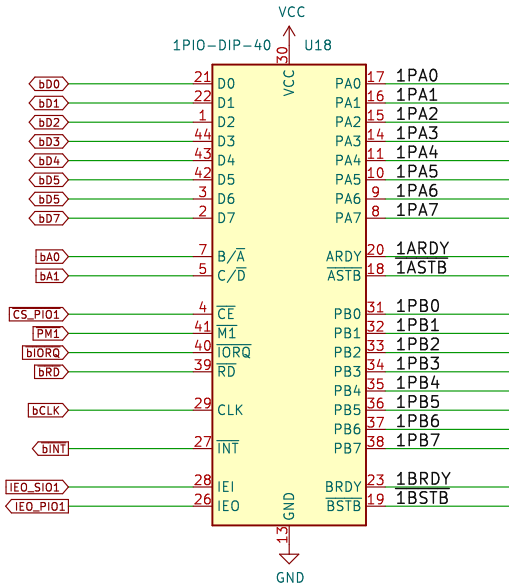 VCC
1PIO-DIP-40 U18
30
VCC
bD0 21 D0 PA0 17 1PA0
bD1 22 D1 PA1 16 1PA1
bD2 1 D2 PA2 15 1PA2
bD3 44 D3 PA3 14 1PA3
bD4 43 D4 PA4 11 1PA4
bD5 42 D5 PA5 10 1PA5
bD5 3 D6 PA6 9 1PA6
bD7 2 D7 PA7 8 1PA7
bA0 7 B/A ARDY 20 1ARDY
bA1 5 C/D ASTB 18 1ASTB
CS_PIO1 4 CE PB0 31 1PB0
PM1 41 M1 PB1 32 1PB1
bIORQ 40 IORQ PB2 33 1PB2
bRD 39 RD PB3 34 1PB3
PB4 35 1PB4
bCLK 29 CLK PB5 36 1PB5
PB6 37 1PB6
bINT 27 INT PB7 38 1PB7
IEO_SIO1 28 IEI BRDY 23 1BRDY
IEO_PIO1 26 IEO BSTB 19 1BSTB
GND
13
GND